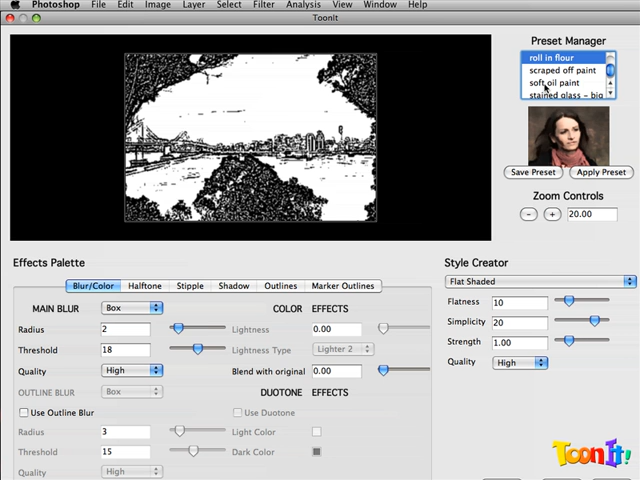 Photoshop File Edit Image Layer Select Filter Analysis View Window Help
ToonIt
Preset Manager
roll in flour
scraped off paint
soft oil paint
stained glass - big
Save Preset Apply Preset
Zoom Controls
- + 20.00
Effects Palette
Blur/Color Halftone Stipple Shadow Outlines Marker Outlines
MAIN BLUR Box
Radius 2
Threshold 18
Quality High
OUTLINE BLUR Box
Use Outline Blur
Radius 3
Threshold 15
Quality High
COLOR EFFECTS
Lightness 0.00
Lightness Type Lighter 2
Blend with original 0.00
DUOTONE EFFECTS
Use Duotone
Light Color
Dark Color
Style Creator
Flat Shaded
Flatness 10
Simplicity 20
Strength 1.00
Quality High
ToonIt!